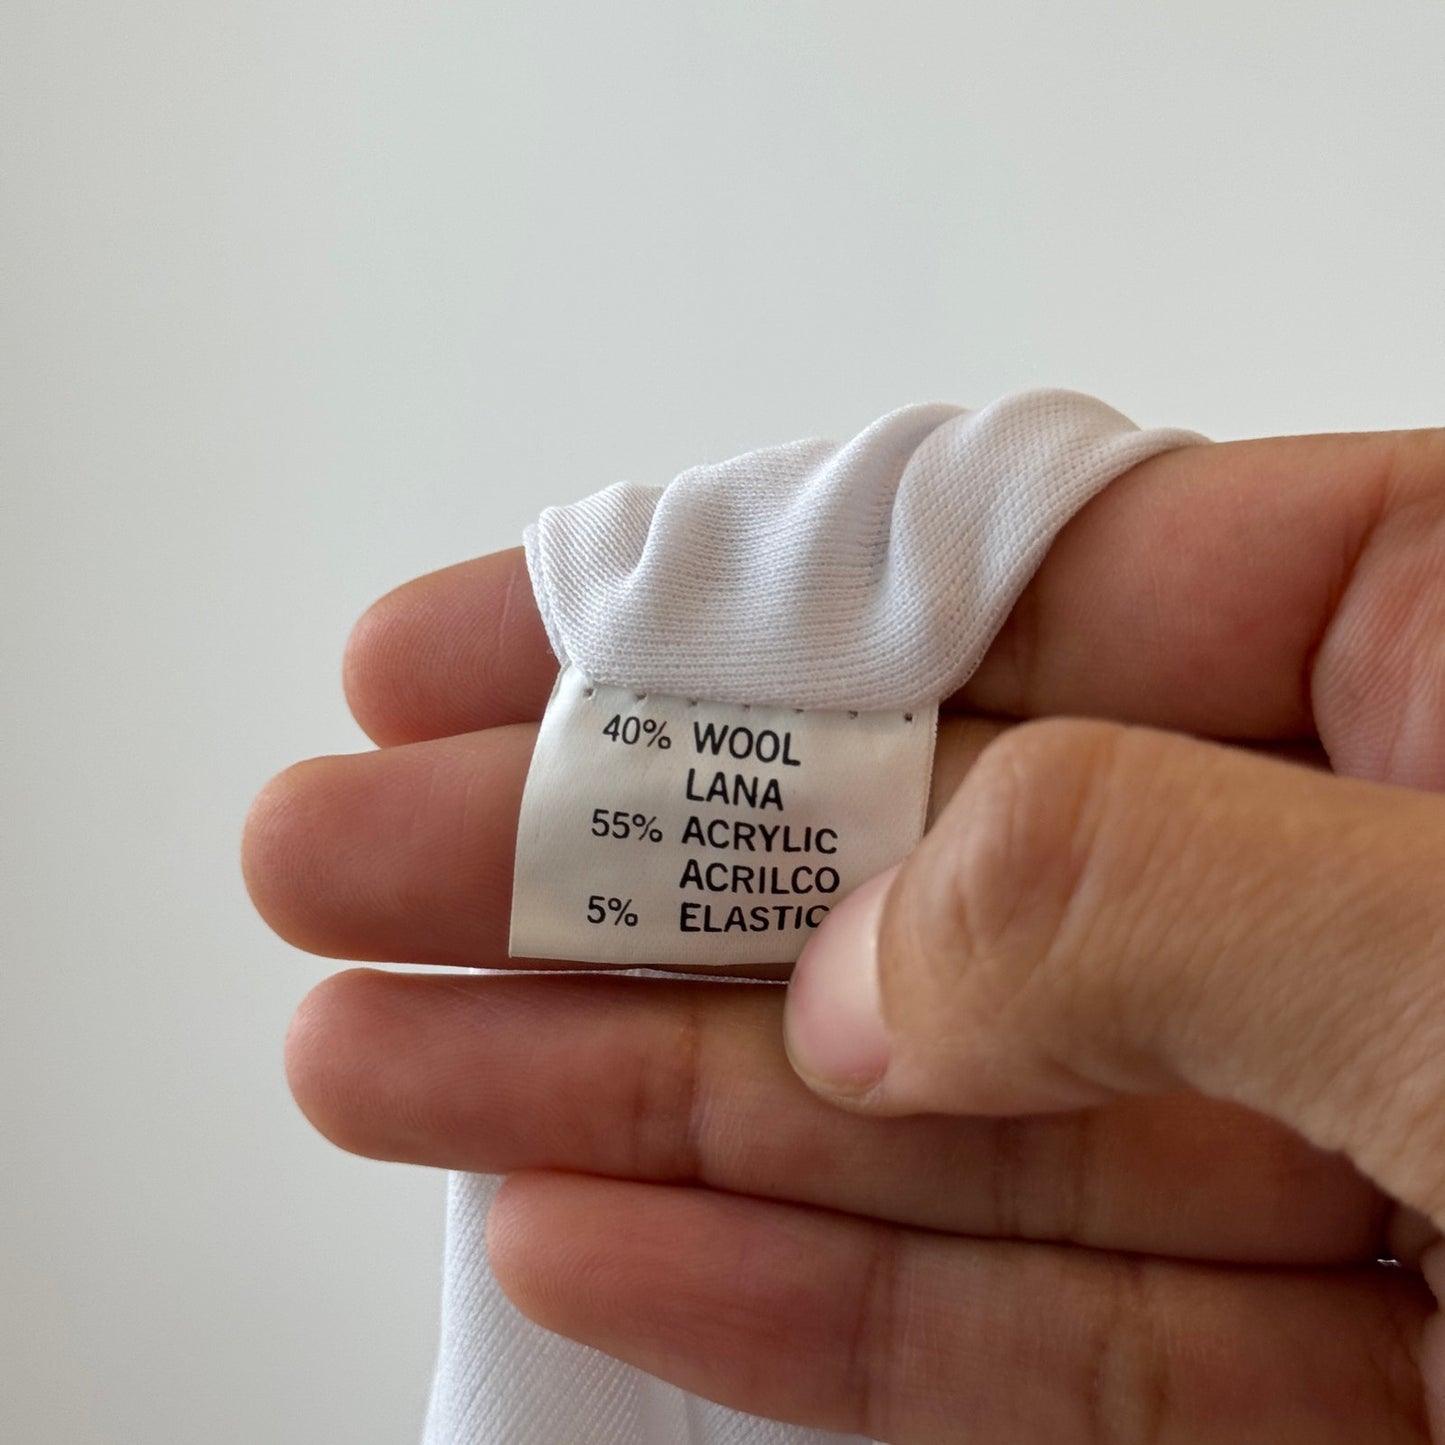 40% WOOL
LANA
55% ACRYLIC
ACRILCO
5% ELASTIC